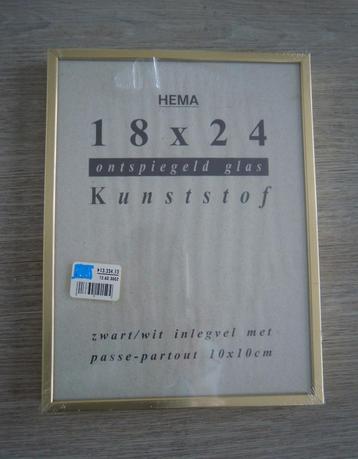 HEMA
18x24
ontspiegeld glas
Kunststof
zwart/wit inlegvel met
passe-partout 10x10cm